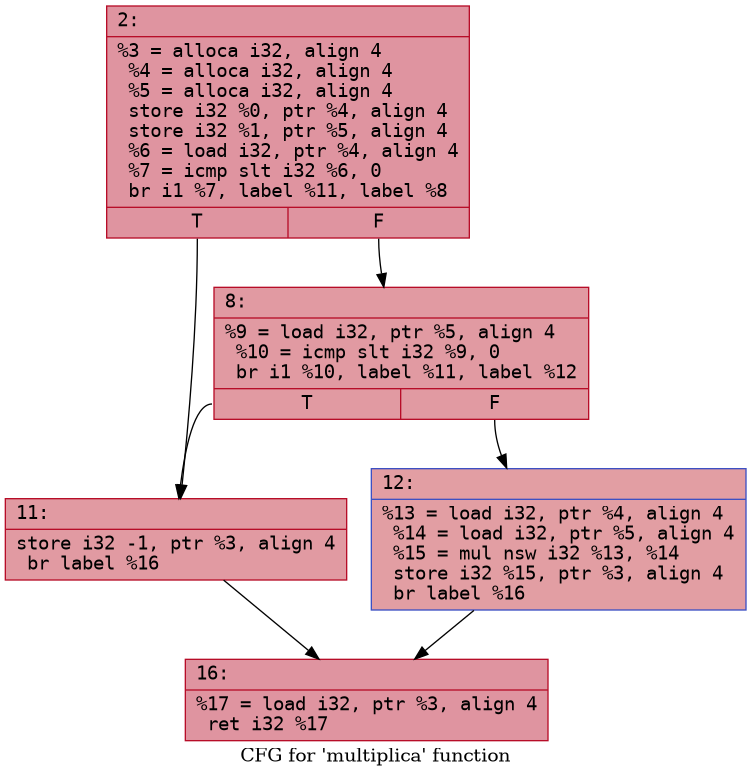 2:
%3 = alloca i32, align 4
%4 = alloca i32, align 4
%5 = alloca i32, align 4
store i32 %0, ptr %4, align 4
store i32 %1, ptr %5, align 4
%6 = load i32, ptr %4, align 4
%7 = icmp slt i32 %6, 0
br i1 %7, label %11, label %8
T F
8:
%9 = load i32, ptr %5, align 4
%10 = icmp slt i32 %9, 0
br i1 %10, label %11, label %12
T F
11:
store i32 -1, ptr %3, align 4
br label %16
12:
%13 = load i32, ptr %4, align 4
%14 = load i32, ptr %5, align 4
%15 = mul nsw i32 %13, %14
store i32 %15, ptr %3, align 4
br label %16
16:
%17 = load i32, ptr %3, align 4
ret i32 %17
CFG for 'multiplica' function